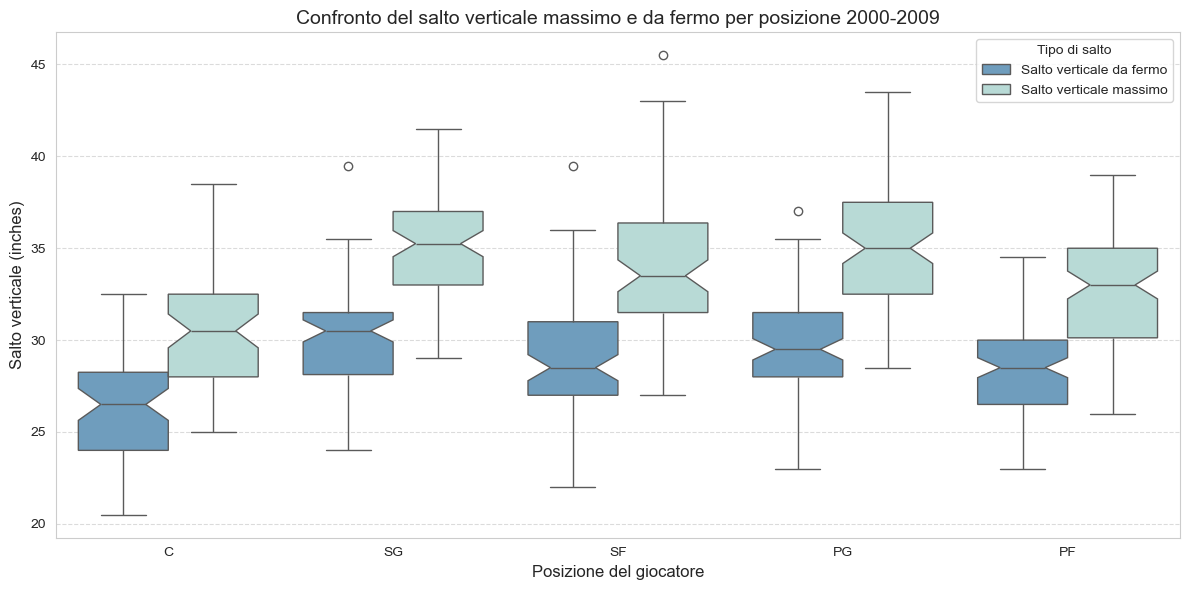 Confronto del salto verticale massimo e da fermo per posizione 2000-2009
Tipo di salto
Salto verticale da fermo
Salto verticale massimo
Salto verticale (inches)
45
40
35
30
25
20
C
SG
SF
PG
PF
Posizione del giocatore